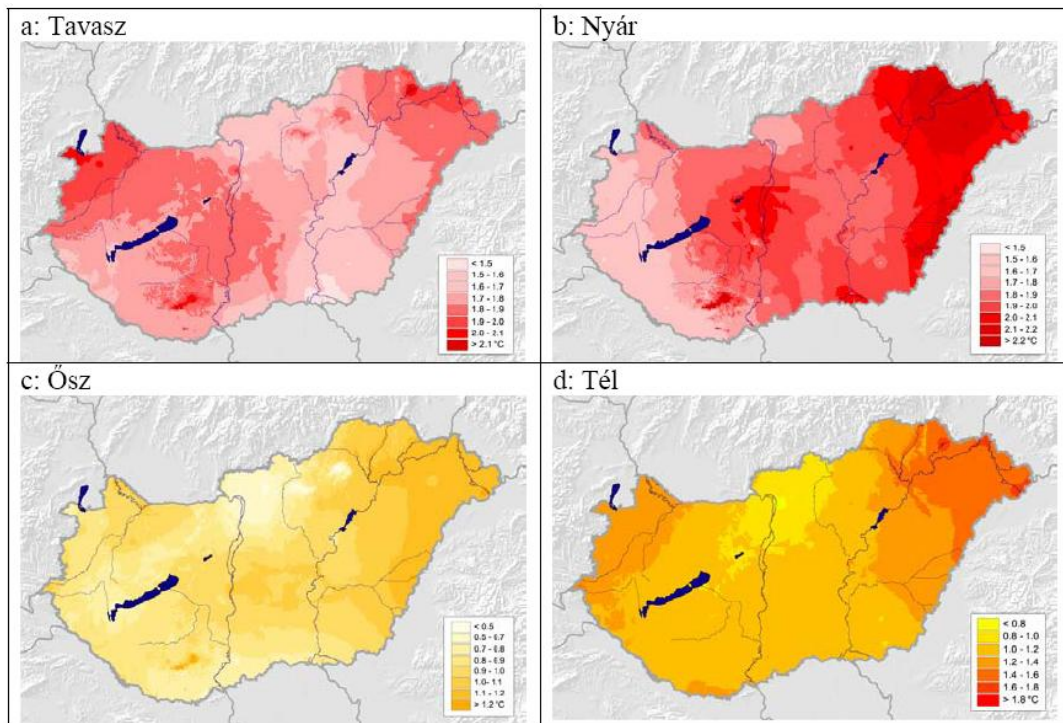 a: Tavasz
< 1.5
1.5 - 1.6
1.6 - 1.7
1.7 - 1.8
1.8 - 1.9
1.9 - 2.0
2.0 - 2.1
> 2.1 °C
b: Nyár
< 1.5
1.5 - 1.6
1.6 - 1.7
1.7 - 1.8
1.8 - 1.9
1.9 - 2.0
2.0 - 2.1
2.1 - 2.2
> 2.2 °C
c: Ősz
< 0.5
0.5 - 0.7
0.7 - 0.8
0.8 - 0.9
0.9 - 1.0
1.0 - 1.1
1.1 - 1.2
> 1.2 °C
d: Tél
< 0.8
0.8 - 1.0
1.0 - 1.2
1.2 - 1.4
1.4 - 1.6
1.6 - 1.8
> 1.8 °C